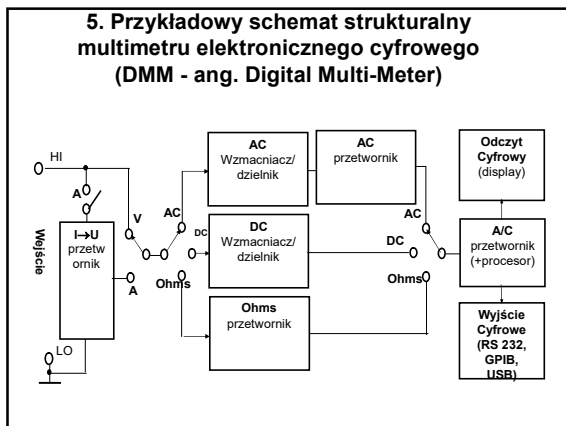 5. Przykładowy schemat strukturalny
multimetru elektronicznego cyfrowego
(DMM - ang. Digital Multi-Meter)
HI
A
Wejście
I→U
przetw
ornik
LO
V
A
AC
DC
Ohms
AC
Wzmacniacz/
dzielnik
AC
przetwornik
DC
Wzmacniacz/
dzielnik
Ohms
przetwornik
AC
DC
Ohms
Odczyt
Cyfrowy
(display)
A/C
przetwornik
(+procesor)
Wyjście
Cyfrowe
(RS 232,
GPIB,
USB)